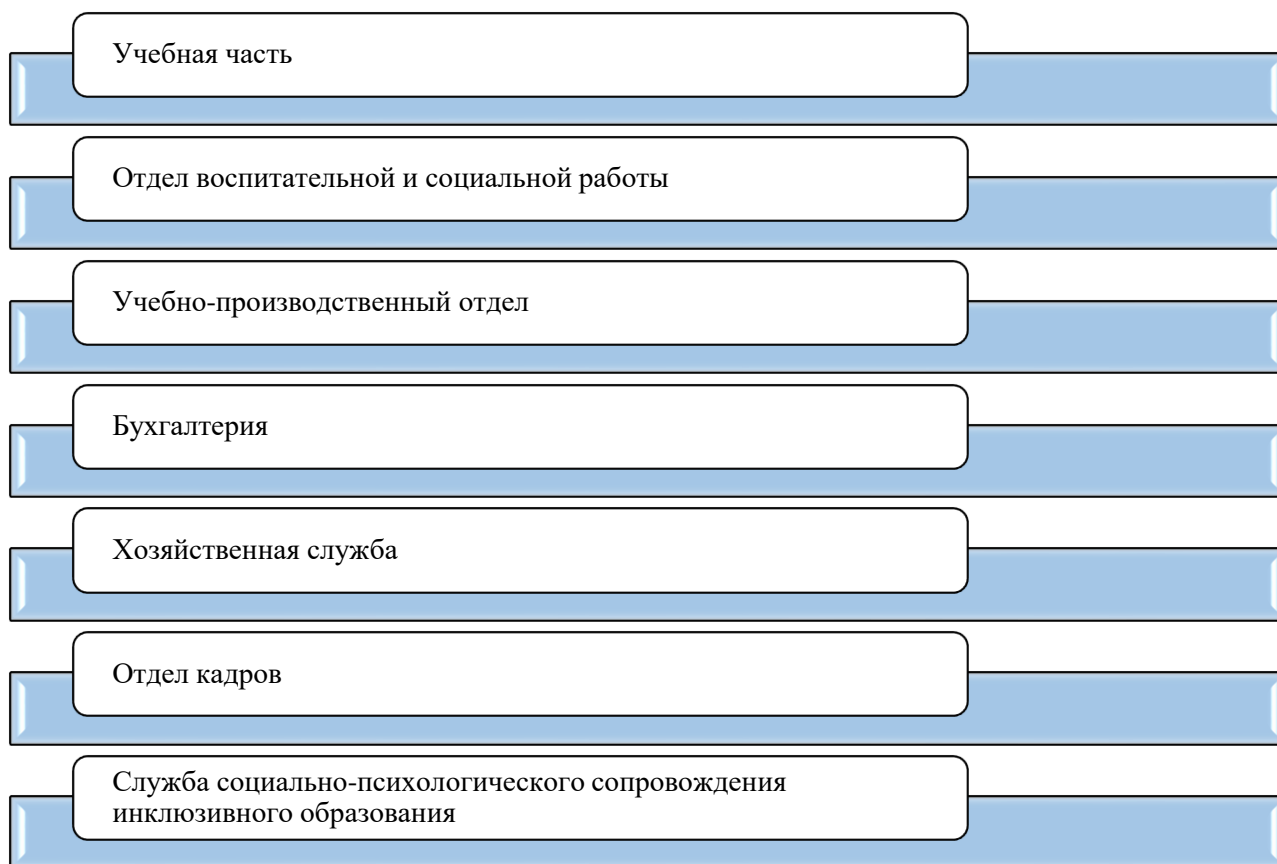 Учебная часть
Отдел воспитательной и социальной работы
Учебно-производственный отдел
Бухгалтерия
Хозяйственная служба
Отдел кадров
Служба социально-психологического сопровождения
инклюзивного образования